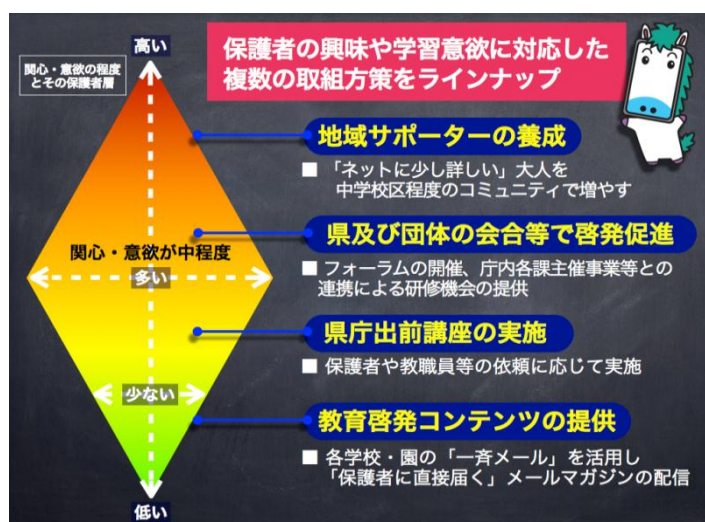 高い
関心・意欲の程度
とその保護者層
保護者の興味や学習意欲に対応した
複数の取組方策をラインナップ
地域サポーターの養成
■ 「ネットに少し詳しい」大人を
中学校区程度のコミュニティで増やす
県及び団体の会合等で啓発促進
■ フォーラムの開催、庁内各課主催事業等との
連携による研修機会の提供
関心・意欲が中程度
多い
県庁出前講座の実施
■ 保護者や教職員等の依頼に応じて実施
少ない
教育啓発コンテンツの提供
■ 各学校・園の「一斉メール」を活用し
「保護者に直接届く」メールマガジンの配信
低い